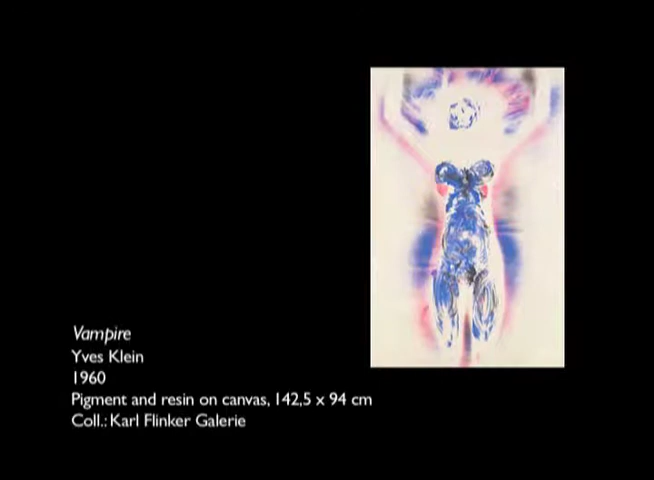 Vampire
Yves Klein
1960
Pigment and resin on canvas, 142,5 x 94 cm
Coll.: Karl Flinker Galerie